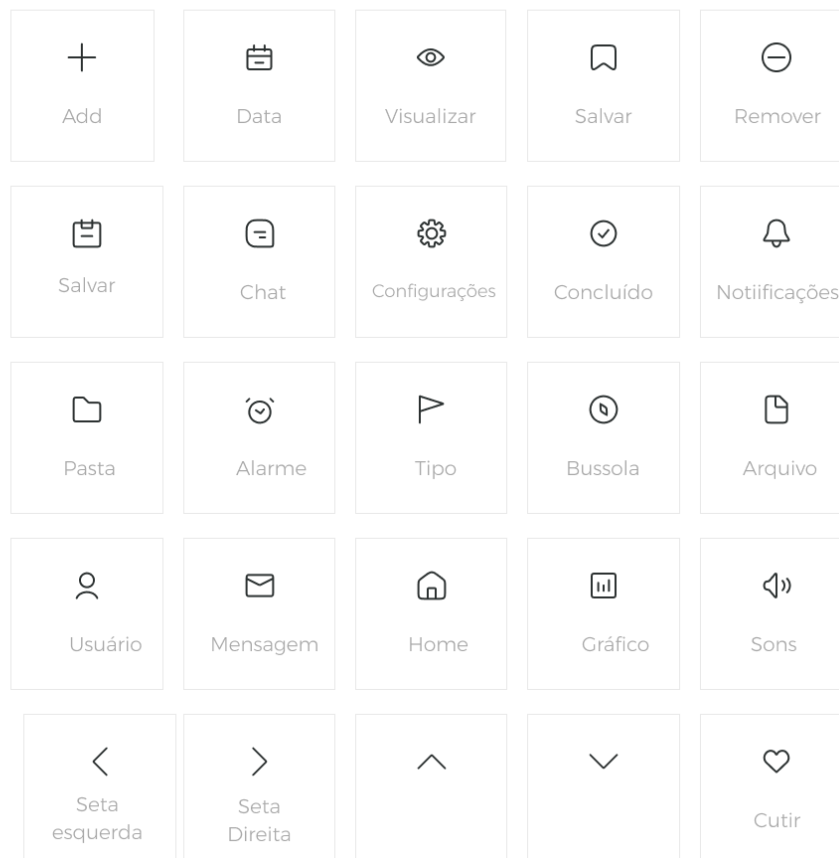 Add
Data
Visualizar
Salvar
Remover
Salvar
Chat
Configurações
Concluído
Notiificações
Pasta
Alarme
Tipo
Bussola
Arquivo
Usuário
Mensagem
Home
Gráfico
Sons
Seta
esquerda
Seta
Direita
Cutir